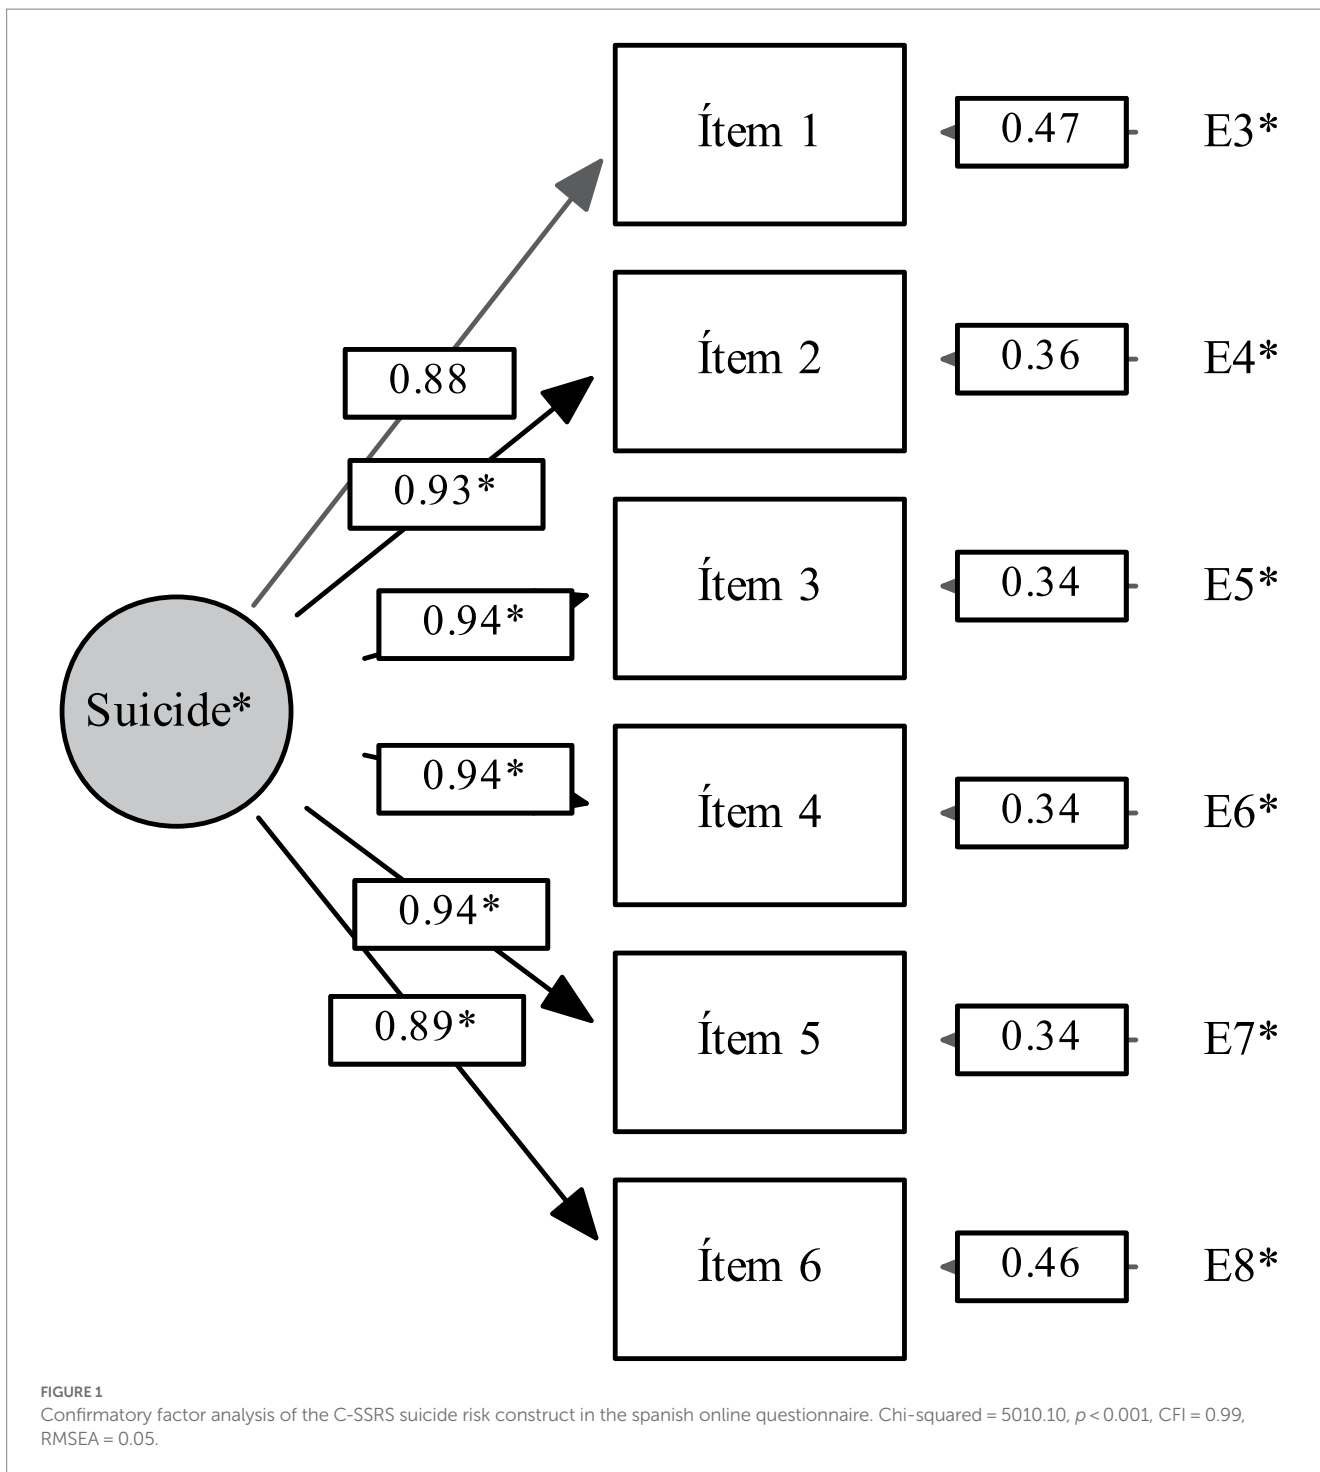 Ítem 1
0.47
E3*
0.88
Ítem 2
0.36
E4*
0.93*
Ítem 3
0.34
E5*
0.94*
Suicide*
0.94*
Ítem 4
0.34
E6*
0.94*
Ítem 5
0.34
E7*
0.89*
Ítem 6
0.46
E8*
FIGURE 1
Confirmatory factor analysis of the C-SSRS suicide risk construct in the spanish online questionnaire. Chi-squared = 5010.10, p < 0.001, CFI = 0.99,
RMSEA = 0.05.